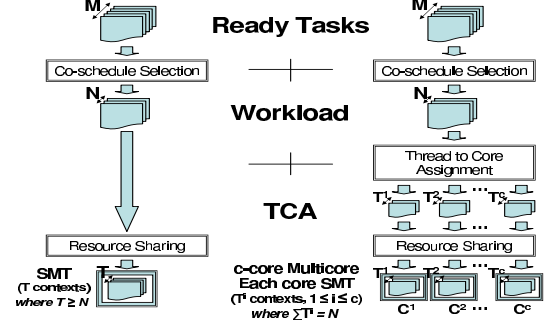 M
Ready Tasks
M
Co-schedule Selection
Co-schedule Selection
N
Workload
N
Thread to Core
Assignment
TCA
T¹ T² ... Tᶜ
...
Resource Sharing
Resource Sharing
SMT
(T contexts)
where T ≥ N
T
c-core Multicore
Each core SMT
(Tⁱ contexts, 1 ≤ i ≤ c)
where ∑Tⁱ = N
T¹ T² ... Tᶜ
C¹ C² ... Cᶜ